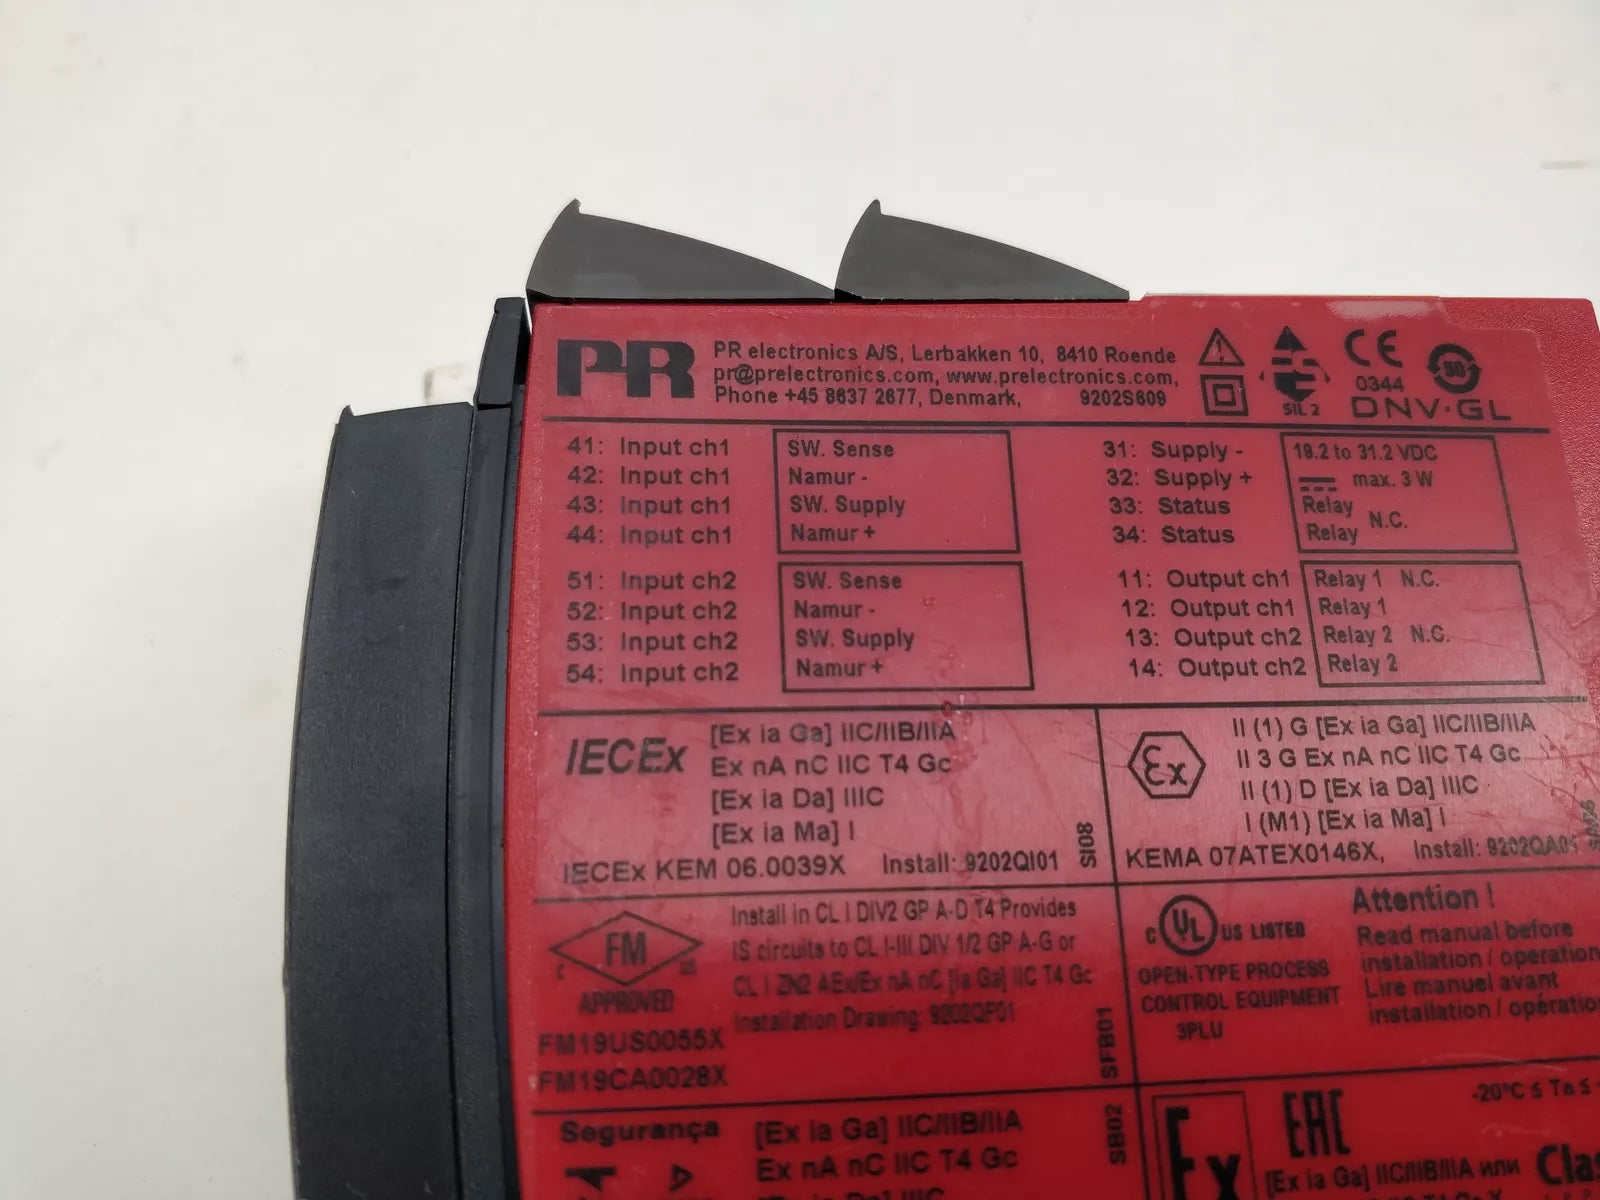 PR
PR electronics A/S, Lerbakken 10, 8410 Roende
pr@prelectronics.com, www.prelectronics.com,
Phone +45 8637 2677, Denmark, 9202S609
SIL 2
CE
0344
50
DNV·GL
41: Input ch1 SW. Sense
42: Input ch1 Namur -
43: Input ch1 SW. Supply
44: Input ch1 Namur +
51: Input ch2 SW. Sense
52: Input ch2 Namur -
53: Input ch2 SW. Supply
54: Input ch2 Namur +
31: Supply - 19.2 to 31.2 VDC
32: Supply + max. 3 W
33: Status Relay N.C.
34: Status Relay
11: Output ch1 Relay 1 N.C.
12: Output ch1 Relay 1
13: Output ch2 Relay 2 N.C.
14: Output ch2 Relay 2
IECEx
[Ex ia Ga] IIC/IIB/IIA
Ex nA nC IIC T4 Gc
[Ex ia Da] IIIC
[Ex ia Ma] I
IECEx KEM 06.0039X Install: 9202QI01
SI08
Ex
II (1) G [Ex ia Ga] IIC/IIB/IIA
II 3 G Ex nA nC IIC T4 Gc
II (1) D [Ex ia Da] IIIC
I (M1) [Ex ia Ma] I
KEMA 07ATEX0146X, Install: 9202QA01
c FM us
APPROVED
Install in CL I DIV2 GP A-D T4 Provides
IS circuits to CL I-III DIV 1/2 GP A-G or
CL I ZN2 AEx/Ex nA nC [ia Ga] IIC T4 Gc
Installation Drawing: 9202QF01
FM19US0055X
FM19CA0028X
SFB01
c UL US LISTED
OPEN-TYPE PROCESS
CONTROL EQUIPMENT
3PLU
Attention !
Read manual before
installation / operation
Lire manuel avant
installation / opération
Segurança
[Ex ia Ga] IIC/IIB/IIA
Ex nA nC IIC T4 Gc
SB02
Ex
EAC
-20°C ≤ Ta ≤
[Ex ia Ga] IIC/IIB/IIA или